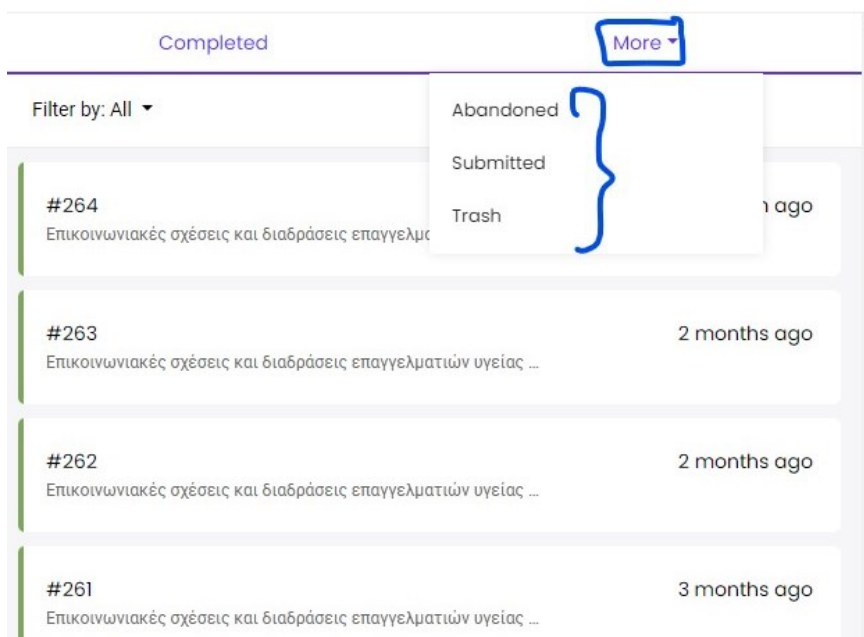 Completed
More
Filter by: All
Abandoned
Submitted
Trash
#264
ago
Επικοινωνιακές σχέσεις και διαδράσεις
#263
2 months ago
Επικοινωνιακές σχέσεις και διαδράσεις επαγγελματιών υγείας ...
#262
2 months ago
Επικοινωνιακές σχέσεις και διαδράσεις επαγγελματιών υγείας ...
#261
3 months ago
Επικοινωνιακές σχέσεις και διαδράσεις επαγγελματιών υγείας ...